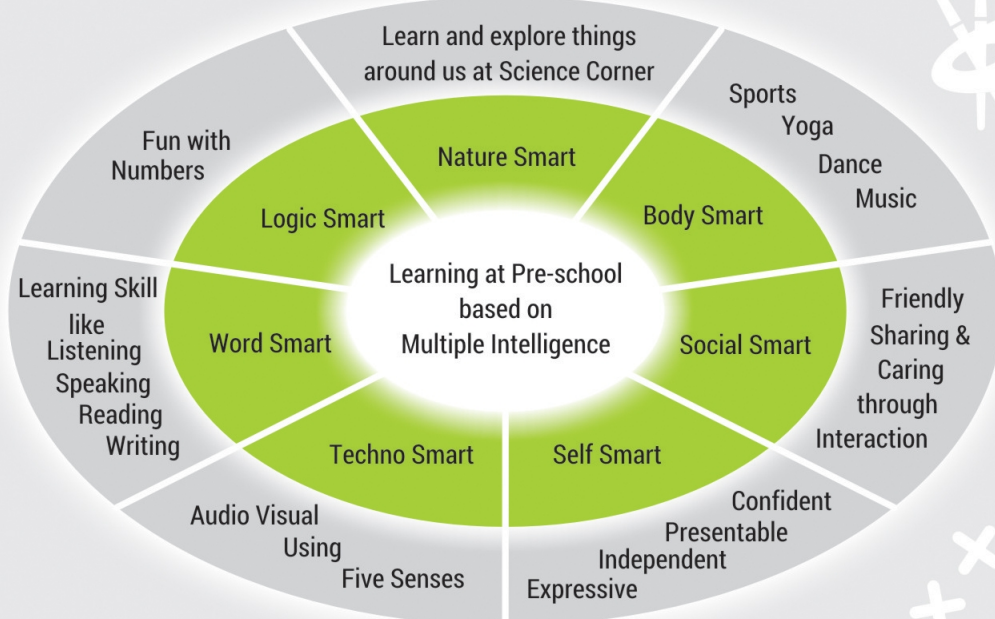 Learn and explore things
around us at Science Corner
Nature Smart
Sports
Yoga
Dance
Music
Body Smart
Friendly
Sharing &
Caring
through
Interaction
Social Smart
Confident
Presentable
Independent
Expressive
Self Smart
Audio Visual
Using
Five Senses
Techno Smart
Learning Skill
like
Listening
Speaking
Reading
Writing
Word Smart
Fun with
Numbers
Logic Smart
Learning at Pre-school
based on
Multiple Intelligence